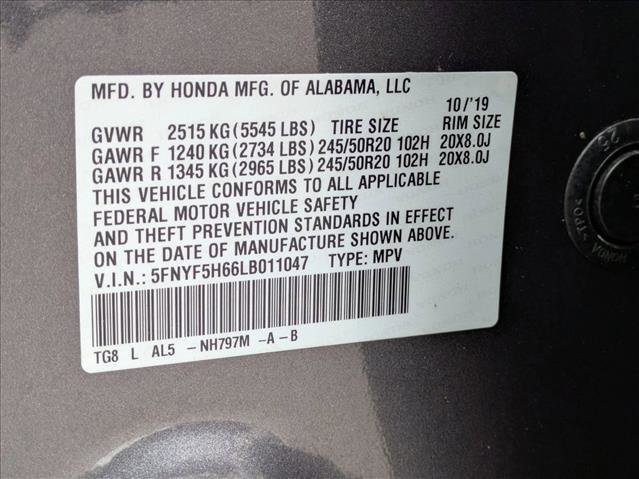 MFD. BY HONDA MFG. OF ALABAMA, LLC
10/'19
GVWR 2515 KG (5545 LBS) TIRE SIZE RIM SIZE
GAWR F 1240 KG (2734 LBS) 245/50R20 102H 20X8.0J
GAWR R 1345 KG (2965 LBS) 245/50R20 102H 20X8.0J
THIS VEHICLE CONFORMS TO ALL APPLICABLE
FEDERAL MOTOR VEHICLE SAFETY
AND THEFT PREVENTION STANDARDS IN EFFECT
ON THE DATE OF MANUFACTURE SHOWN ABOVE.
V.I.N.: 5FNYF5H66LB011047 TYPE: MPV
TG8 L AL5 -NH797M -A -B
25
>TPO<